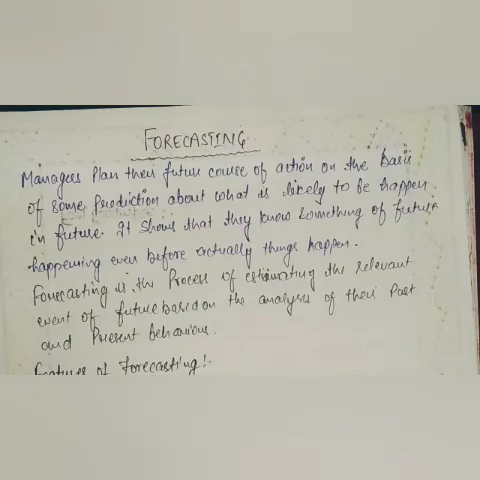 FORECASTING
Managers Plan their future course of action on the basis
of some prediction about what is likely to be happen
in future. It shows that they know something of future
happening even before actually things happen.
Forecasting is the Process of estimating the relevant
event of future based on the analysis of their Past
and Present behaviour.
Features of Forecasting:-